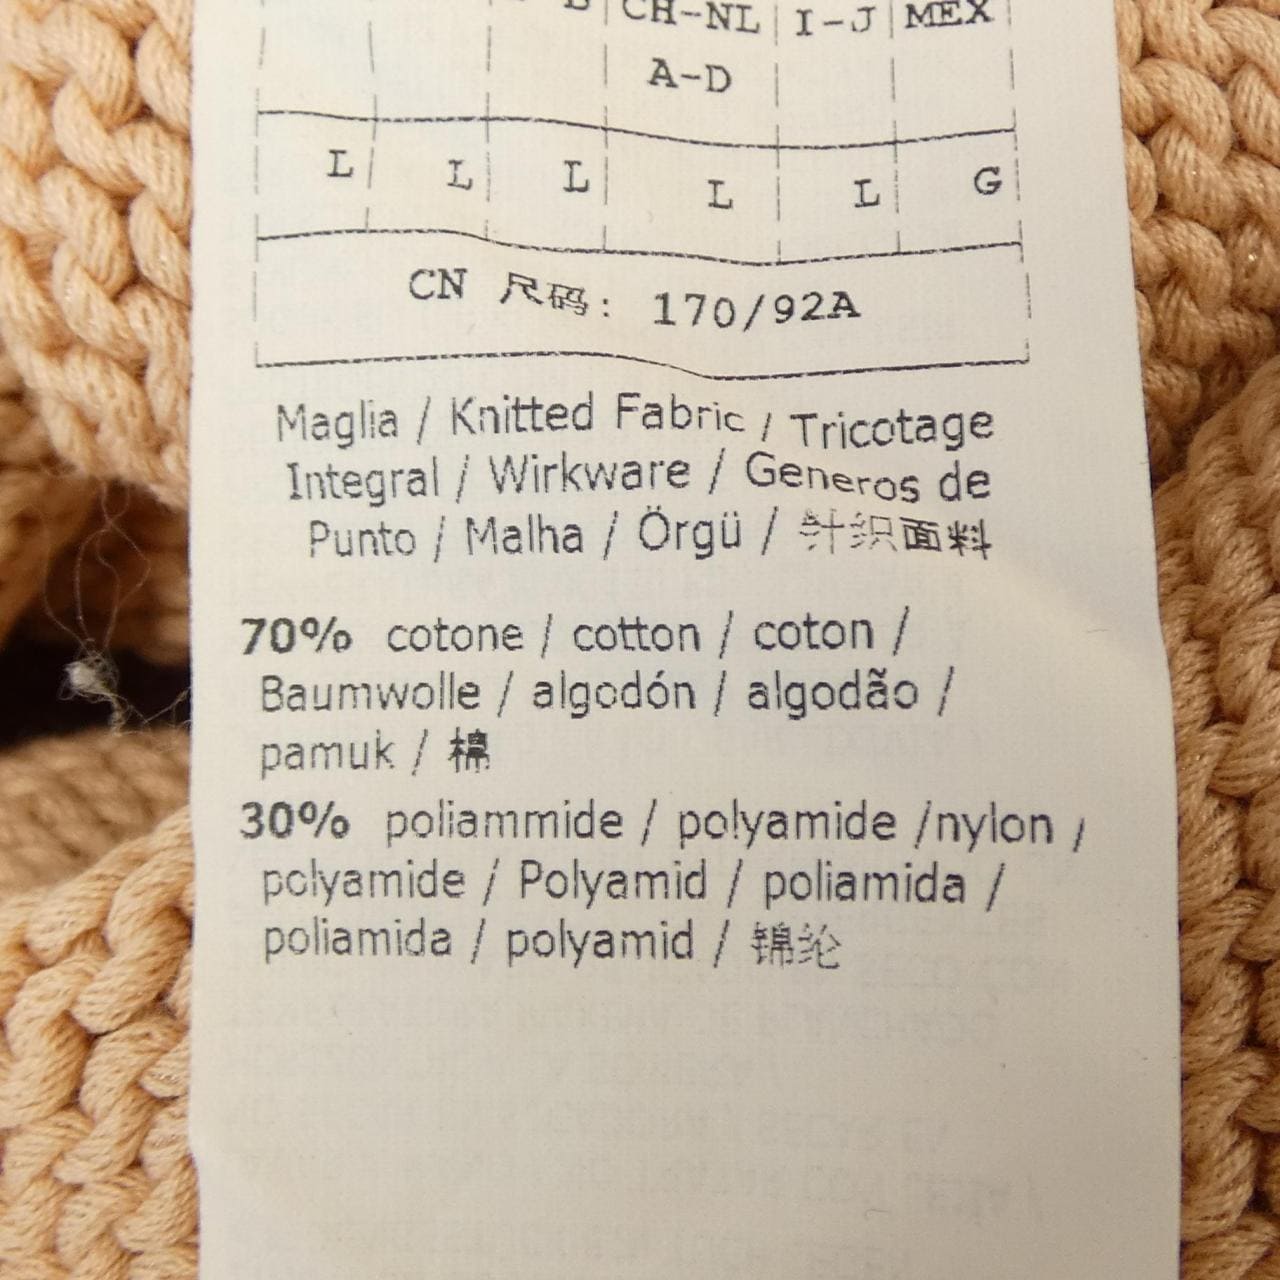 CH-NL I-J MEX
A-D
L L L L L G
CN 尺码: 170/92A
Maglia / Knitted Fabric / Tricotage
Integral / Wirkware / Generos de
Punto / Malha / Örgü / 针织面料
70% cotone / cotton / coton /
Baumwolle / algodón / algodão /
pamuk / 棉
30% poliammide / polyamide /nylon /
polyamide / Polyamid / poliamida /
poliamida / polyamid / 锦纶